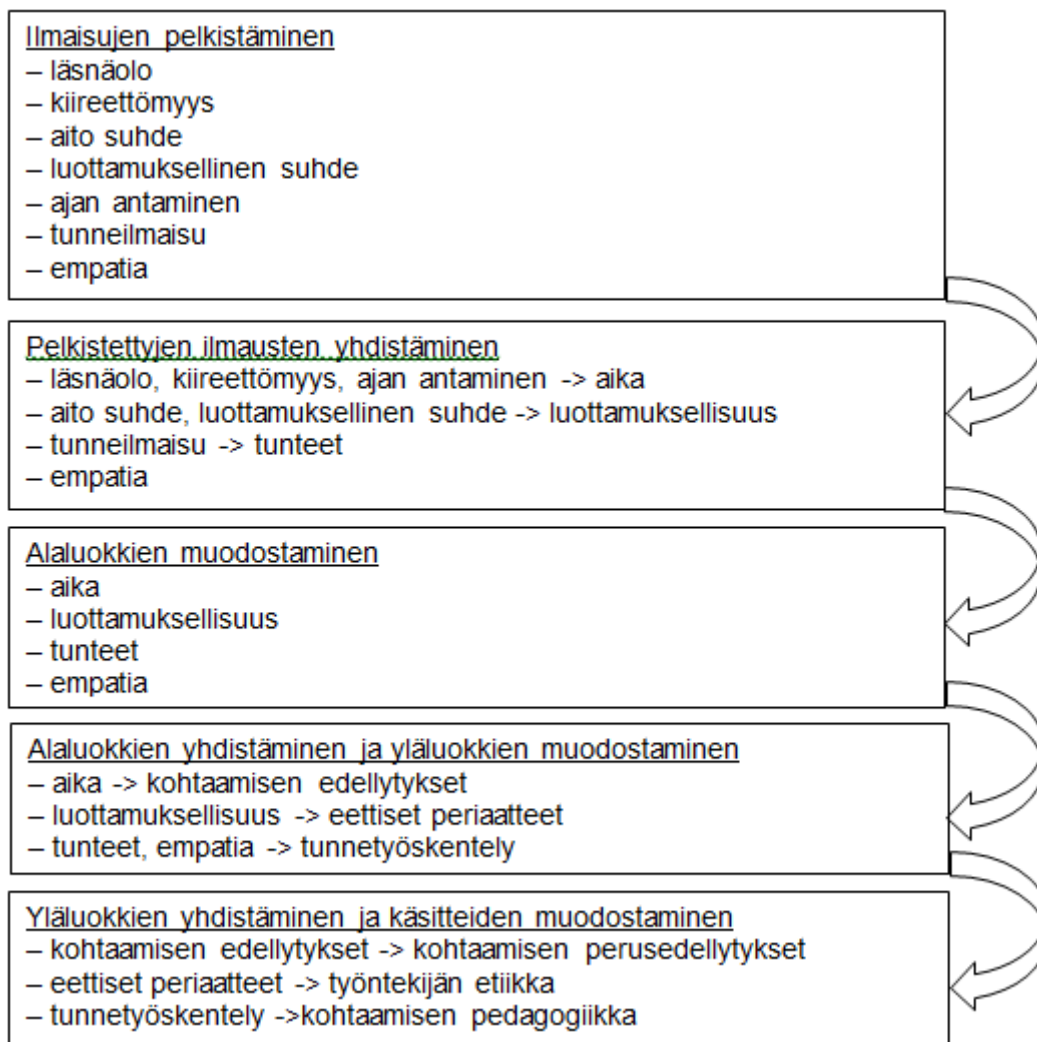 Ilmaisujen pelkistäminen
– läsnäolo
– kiireettömyys
– aito suhde
– luottamuksellinen suhde
– ajan antaminen
– tunneilmaisu
– empatia
Pelkistettyjen ilmausten yhdistäminen
– läsnäolo, kiireettömyys, ajan antaminen -> aika
– aito suhde, luottamuksellinen suhde -> luottamuksellisuus
– tunneilmaisu -> tunteet
– empatia
Alaluokkien muodostaminen
– aika
– luottamuksellisuus
– tunteet
– empatia
Alaluokkien yhdistäminen ja yläluokkien muodostaminen
– aika -> kohtaamisen edellytykset
– luottamuksellisuus -> eettiset periaatteet
– tunteet, empatia -> tunnetyöskentely
Yläluokkien yhdistäminen ja käsitteiden muodostaminen
– kohtaamisen edellytykset -> kohtaamisen perusedellytykset
– eettiset periaatteet -> työntekijän etiikka
– tunnetyöskentely ->kohtaamisen pedagogiikka